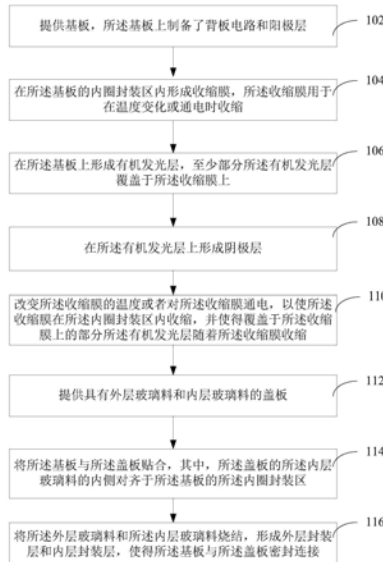 提供基板，所述基板上制备了背板电路和阳极层
102
在所述基板的内圈封装区内形成收缩膜，所述收缩膜用于
在温度变化或通电时收缩
104
在所述基板上形成有机发光层，至少部分所述有机发光层
覆盖于所述收缩膜上
106
在所述有机发光层上形成阴极层
108
改变所述收缩膜的温度或者对所述收缩膜通电，以使所述
收缩膜在所述内圈封装区内收缩，并使得覆盖于所述收缩
膜上的部分所述有机发光层随着所述收缩膜收缩
110
提供具有外层玻璃料和内层玻璃料的盖板
112
将所述基板与所述盖板贴合，其中，所述盖板的所述内层
玻璃料的内侧对齐于所述基板的所述内圈封装区
114
将所述外层玻璃料和所述内层玻璃料烧结，形成外层封装
层和内层封装层，使得所述基板与所述盖板密封连接
116